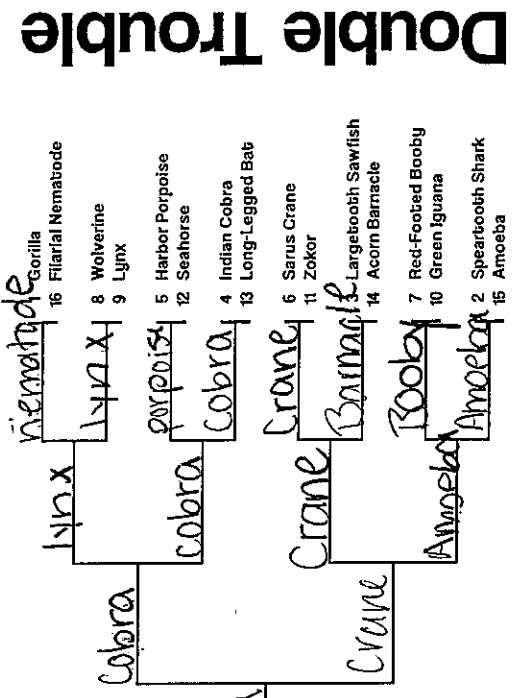 Double Trouble
Gorilla
16 Filarial Nematode
8 Wolverine
9 Lynx
5 Harbor Porpoise
12 Seahorse
4 Indian Cobra
13 Long-Legged Bat
6 Sarus Crane
11 Zokor
3 Largetooth Sawfish
14 Acorn Barnacle
7 Red-Footed Booby
10 Green Iguana
2 Speartooth Shark
15 Amoeba
nematode
lynx
porpoise
Cobra
Crane
Barnacle
Booby
Amoeba
lynx
cobra
Crane
Amoeba
Cobra
Crane